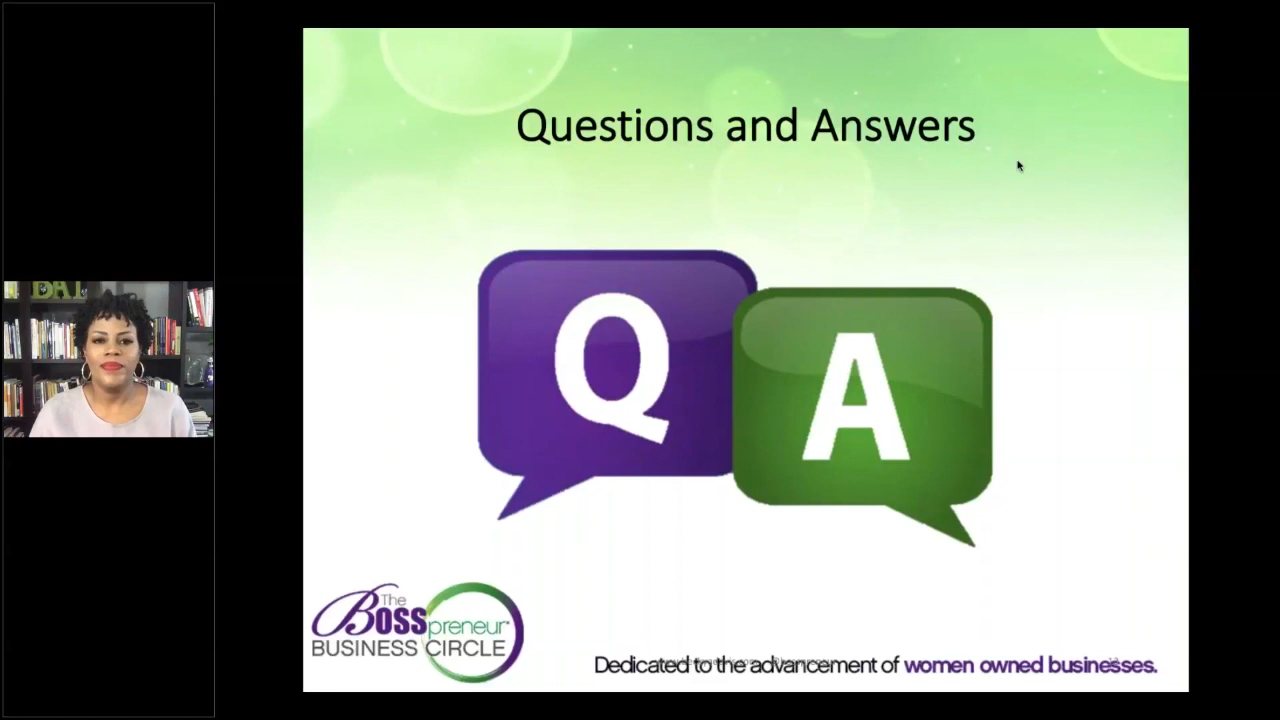 Questions and Answers
Q
A
The
Bosspreneur
BUSINESS CIRCLE
Dedicated to the advancement of women owned businesses.